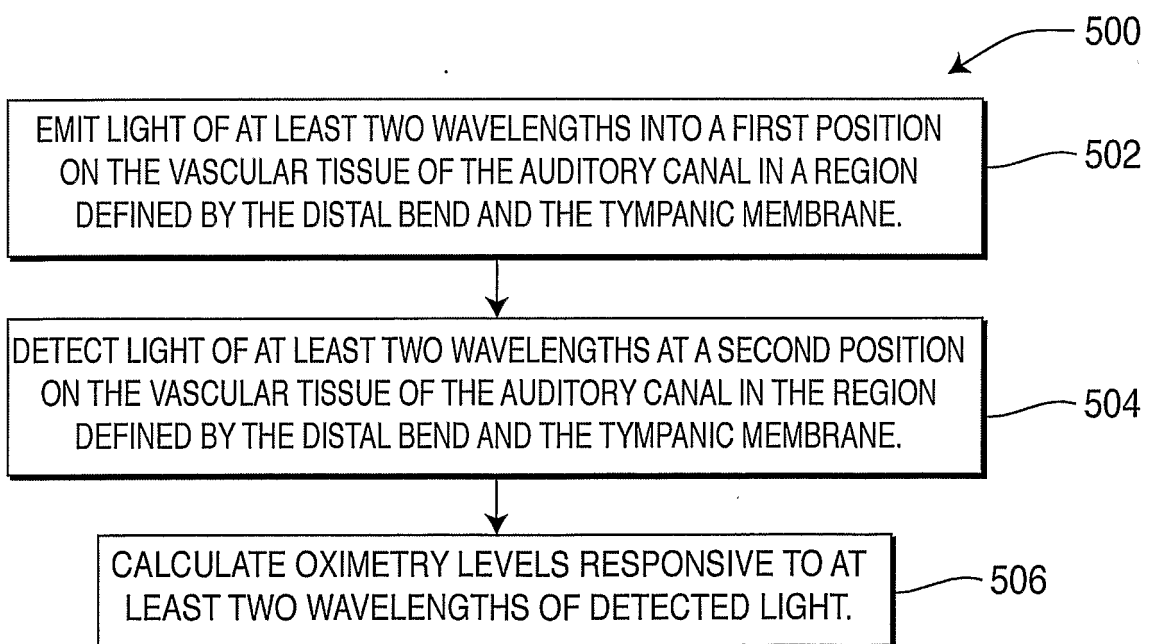 500
EMIT LIGHT OF AT LEAST TWO WAVELENGTHS INTO A FIRST POSITION
ON THE VASCULAR TISSUE OF THE AUDITORY CANAL IN A REGION
DEFINED BY THE DISTAL BEND AND THE TYMPANIC MEMBRANE.
502
DETECT LIGHT OF AT LEAST TWO WAVELENGTHS AT A SECOND POSITION
ON THE VASCULAR TISSUE OF THE AUDITORY CANAL IN THE REGION
DEFINED BY THE DISTAL BEND AND THE TYMPANIC MEMBRANE.
504
CALCULATE OXIMETRY LEVELS RESPONSIVE TO AT
LEAST TWO WAVELENGTHS OF DETECTED LIGHT.
506